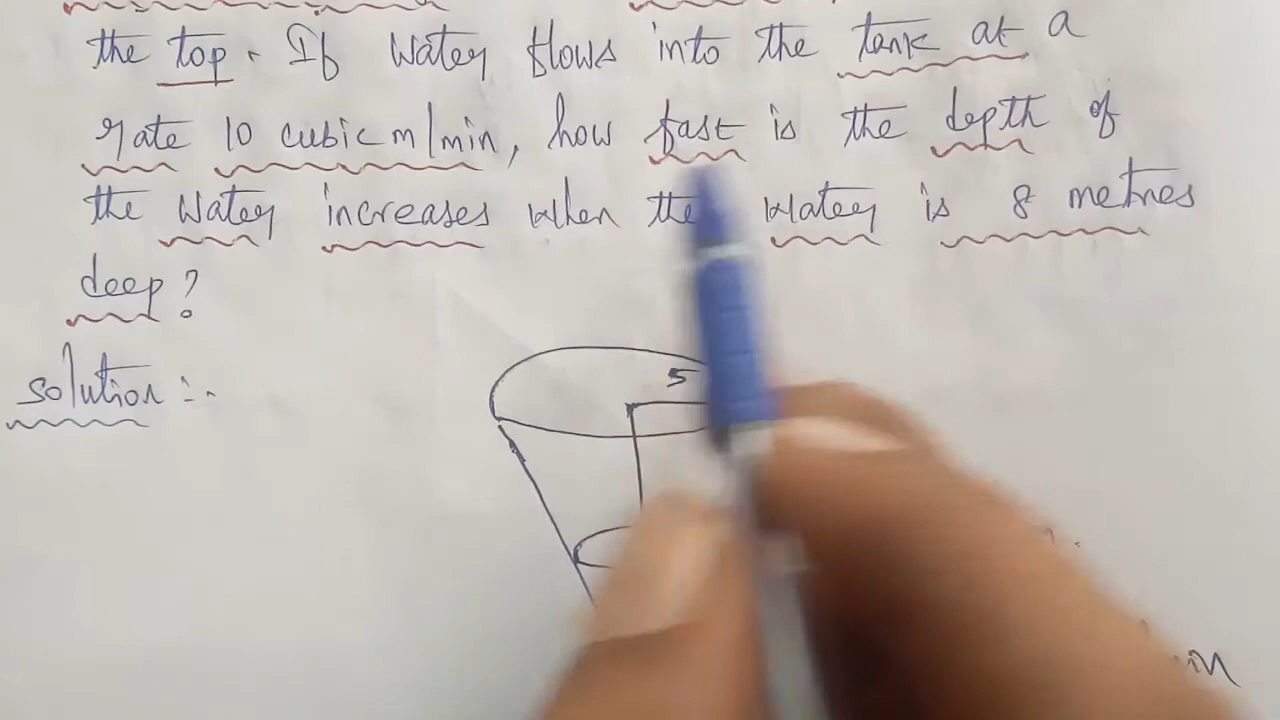 the top. If Water flows into the tank at a
rate 10 cubic m/min, how fast is the depth of
the Water increases when the Water is 8 metres
deep?
solution :-
5